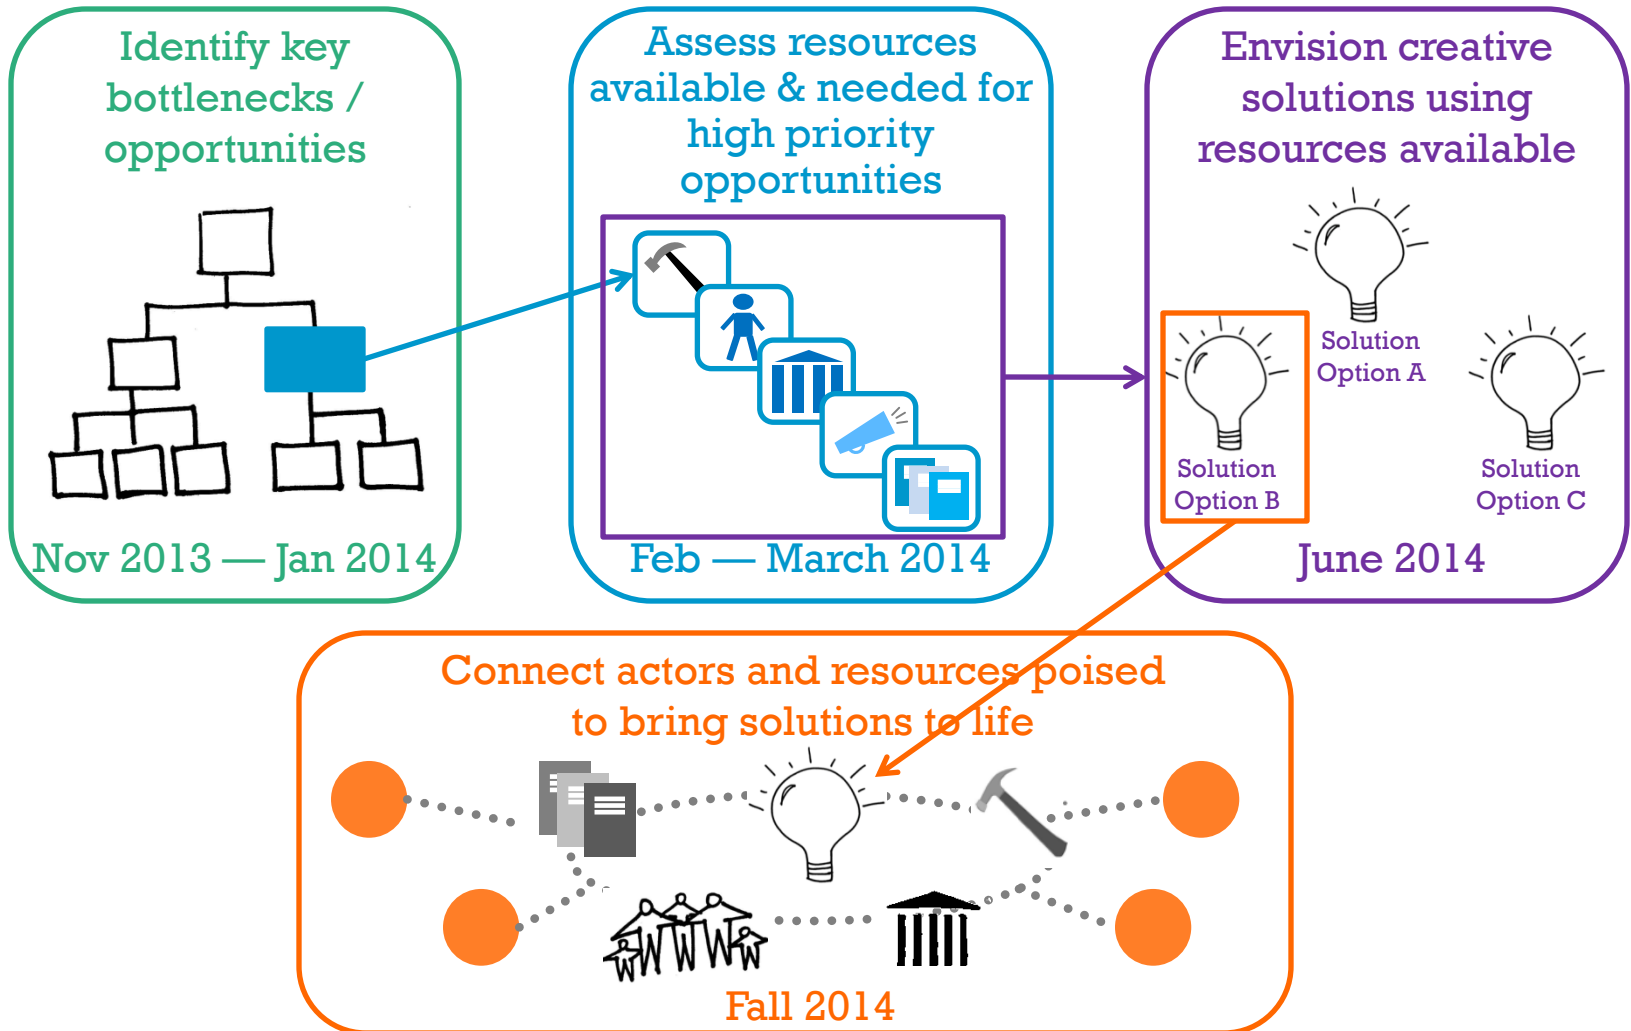 Identify key
bottlenecks /
opportunities
Nov 2013 — Jan 2014
Assess resources
available & needed for
high priority
opportunities
Feb — March 2014
Envision creative
solutions using
resources available
Solution
Option A
Solution
Option B
Solution
Option C
June 2014
Connect actors and resources poised
to bring solutions to life
Fall 2014